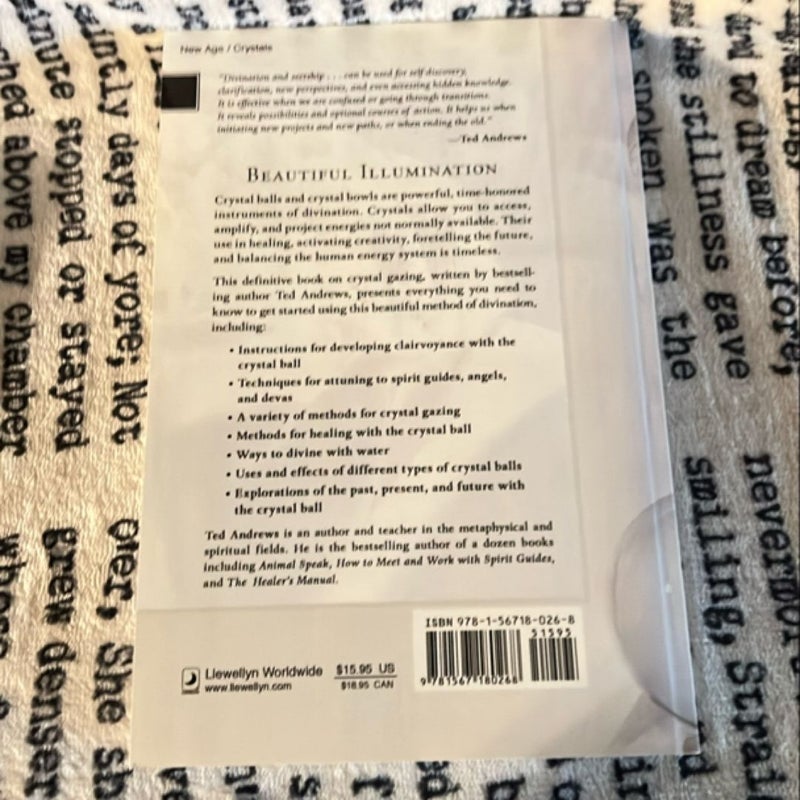 New Age / Crystals
"Divination and scryship . . . can be used for self discovery,
clarification, new perspectives, and even accessing hidden knowledge.
It is effective when we are confused or going through transitions.
It reveals possibilities and optional courses of action. It helps us when
initiating new projects and new paths, or when ending the old."
—Ted Andrews
BEAUTIFUL ILLUMINATION
Crystal balls and crystal bowls are powerful, time-honored
instruments of divination. Crystals allow you to access,
amplify, and project energies not normally available. Their
use in healing, activating creativity, foretelling the future,
and balancing the human energy system is timeless.
This definitive book on crystal gazing, written by bestsell-
ing author Ted Andrews, presents everything you need to
know to get started using this beautiful method of divination,
including:
• Instructions for developing clairvoyance with the
crystal ball
• Techniques for attuning to spirit guides, angels,
and devas
• A variety of methods for crystal gazing
• Methods for healing with the crystal ball
• Ways to divine with water
• Uses and effects of different types of crystal balls
• Explorations of the past, present, and future with
the crystal ball
Ted Andrews is an author and teacher in the metaphysical and
spiritual fields. He is the bestselling author of a dozen books
including Animal Speak, How to Meet and Work with Spirit Guides,
and The Healer's Manual.
Llewellyn Worldwide
www.llewellyn.com
$15.95 US
$18.95 CAN
ISBN 978-1-56718-026-8
51595
9 781567 180268
intly days of yore; Not
inute stopped or stayed
ched above my chamber
Oter, She sh
grew denser
to dream before;
the stillness gave
spoken was the
nevermor
smiling, Strai